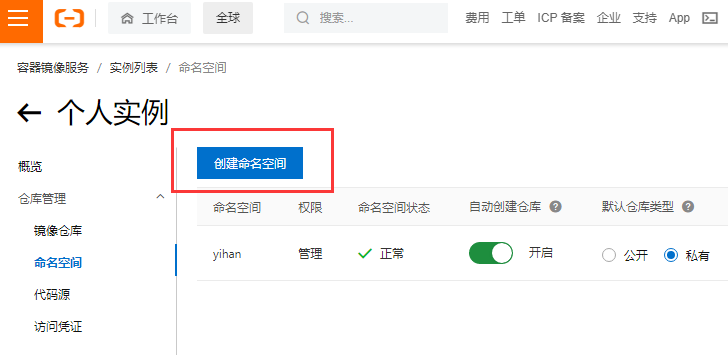 工作台 全球 搜索... 费用 工单 ICP 备案 企业 支持 App
容器镜像服务 / 实例列表 / 命名空间
个人实例
概览
仓库管理
镜像仓库
命名空间
代码源
访问凭证
创建命名空间
命名空间 权限 命名空间状态 自动创建仓库 默认仓库类型
yihan 管理 正常 开启 公开 私有